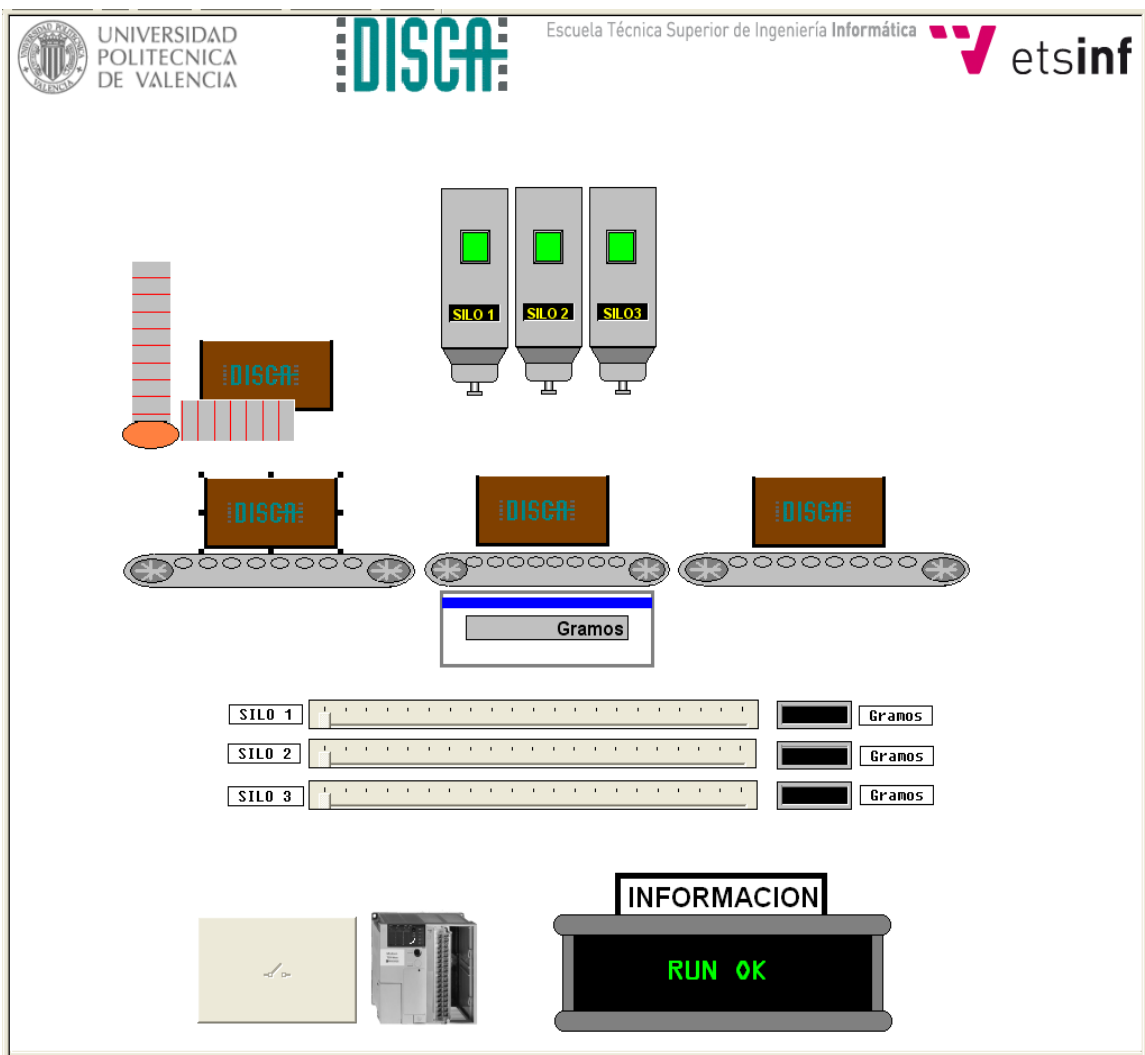 UNIVERSIDAD
POLITECNICA
DE VALENCIA
DISCA
Escuela Técnica Superior de Ingeniería Informática
etsinf
SILO 1
SILO 2
SILO3
DISCA
DISCA
DISCA
DISCA
Gramos
SILO 1
Gramos
SILO 2
Gramos
SILO 3
Gramos
INFORMACION
RUN OK